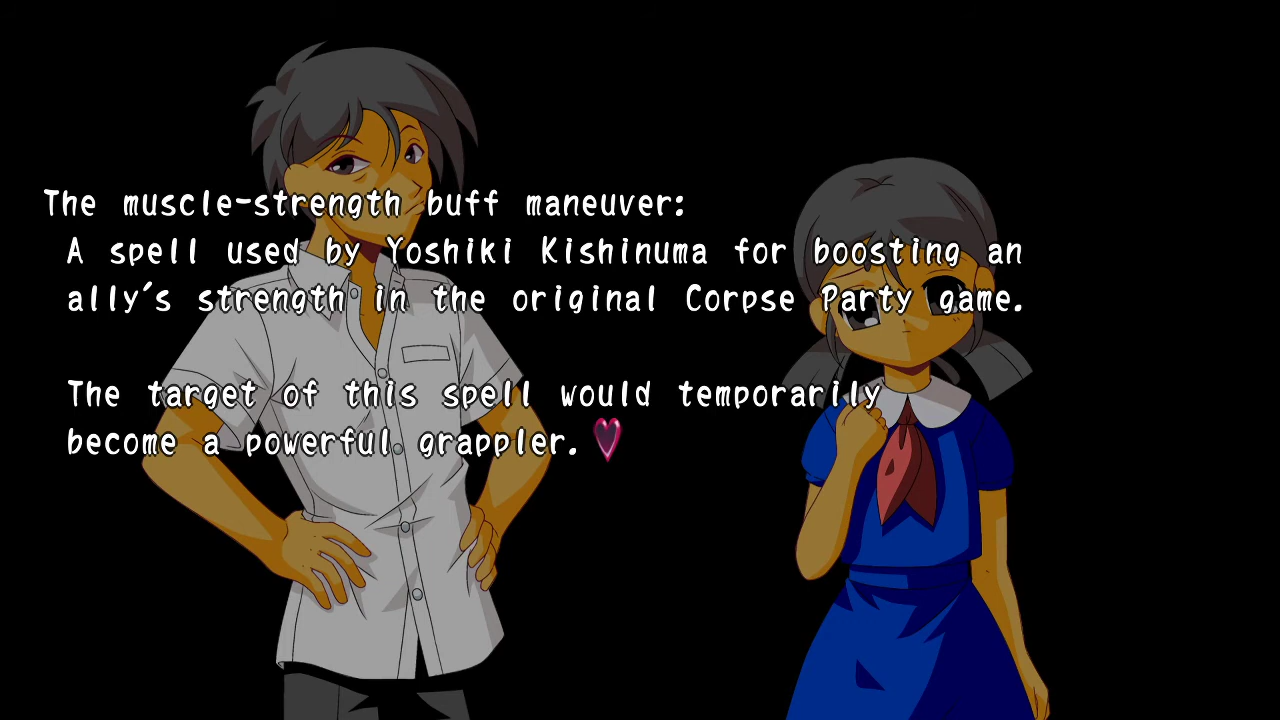 The muscle-strength buff maneuver:
A spell used by Yoshiki Kishinuma for boosting an
ally's strength in the original Corpse Party game.
The target of this spell would temporarily
become a powerful grappler.